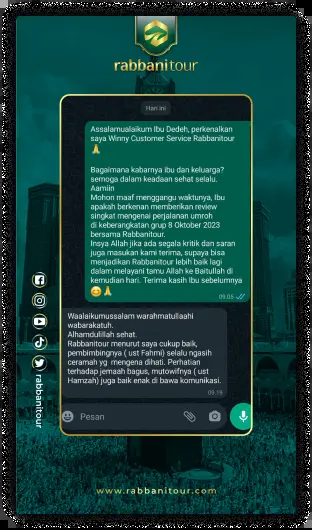 rabbanitour
Hari Ini
Assalamualaikum Ibu Dedeh, perkenalkan
saya Winny Customer Service Rabbanitour
🙏
Bagaimana kabarnya ibu dan keluarga?
semoga dalam keadaan sehat selalu.
Aamiin
Mohon maaf menggangu waktunya, Ibu
apakah berkenan memberikan review
singkat mengenai perjalanan umroh
di keberangkatan grup 8 Oktober 2023
bersama Rabbanitour.
Insya Allah jika ada segala kritik dan saran
juga masukan kami terima, supaya bisa
menjadikan Rabbanitour lebih baik lagi
dalam melayani tamu Allah ke Baitullah di
kemudian hari. Terima kasih Ibu sebelumnya
😊🙏
09.05
Waalaikumussalam warahmatullaahi
wabarakatuh.
Alhamdulillah sehat.
Rabbanitour menurut saya cukup baik,
pembimbingnya ( ust Fahmi) selalu ngasih
ceramah yg mengena dihati. Perhatian
terhadap jemaah bagus, mutowifnya ( ust
Hamzah) juga baik enak di bawa komunikasi.
09.19
Pesan
rabbanitour
www.rabbanitour.com